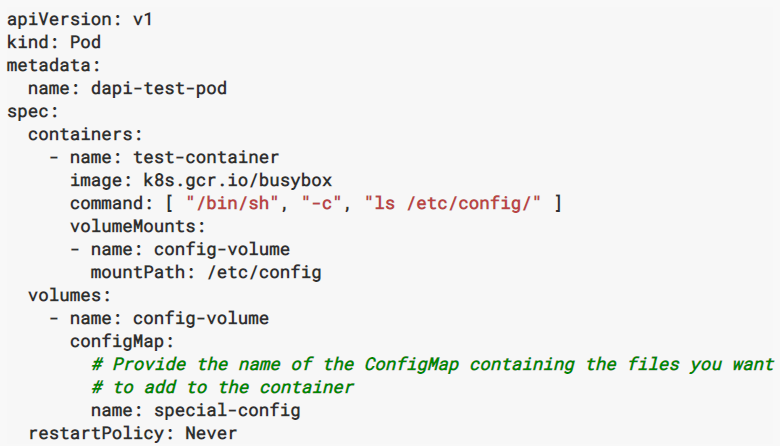 apiVersion: v1
kind: Pod
metadata:
  name: dapi-test-pod
spec:
  containers:
    - name: test-container
      image: k8s.gcr.io/busybox
      command: [ "/bin/sh", "-c", "ls /etc/config/" ]
      volumeMounts:
      - name: config-volume
        mountPath: /etc/config
  volumes:
    - name: config-volume
      configMap:
        # Provide the name of the ConfigMap containing the files you want
        # to add to the container
        name: special-config
  restartPolicy: Never